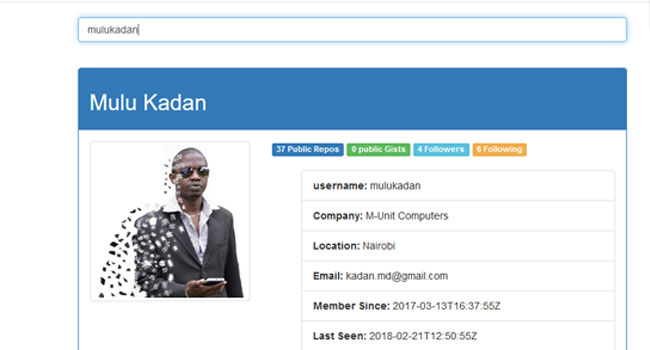 mulukadan
Mulu Kadan
37 Public Repos 0 public Gists 4 Followers 6 Following
username: mulukadan
Company: M-Unit Computers
Location: Nairobi
Email: kadan.md@gmail.com
Member Since: 2017-03-13T16:37:55Z
Last Seen: 2018-02-21T12:50:55Z